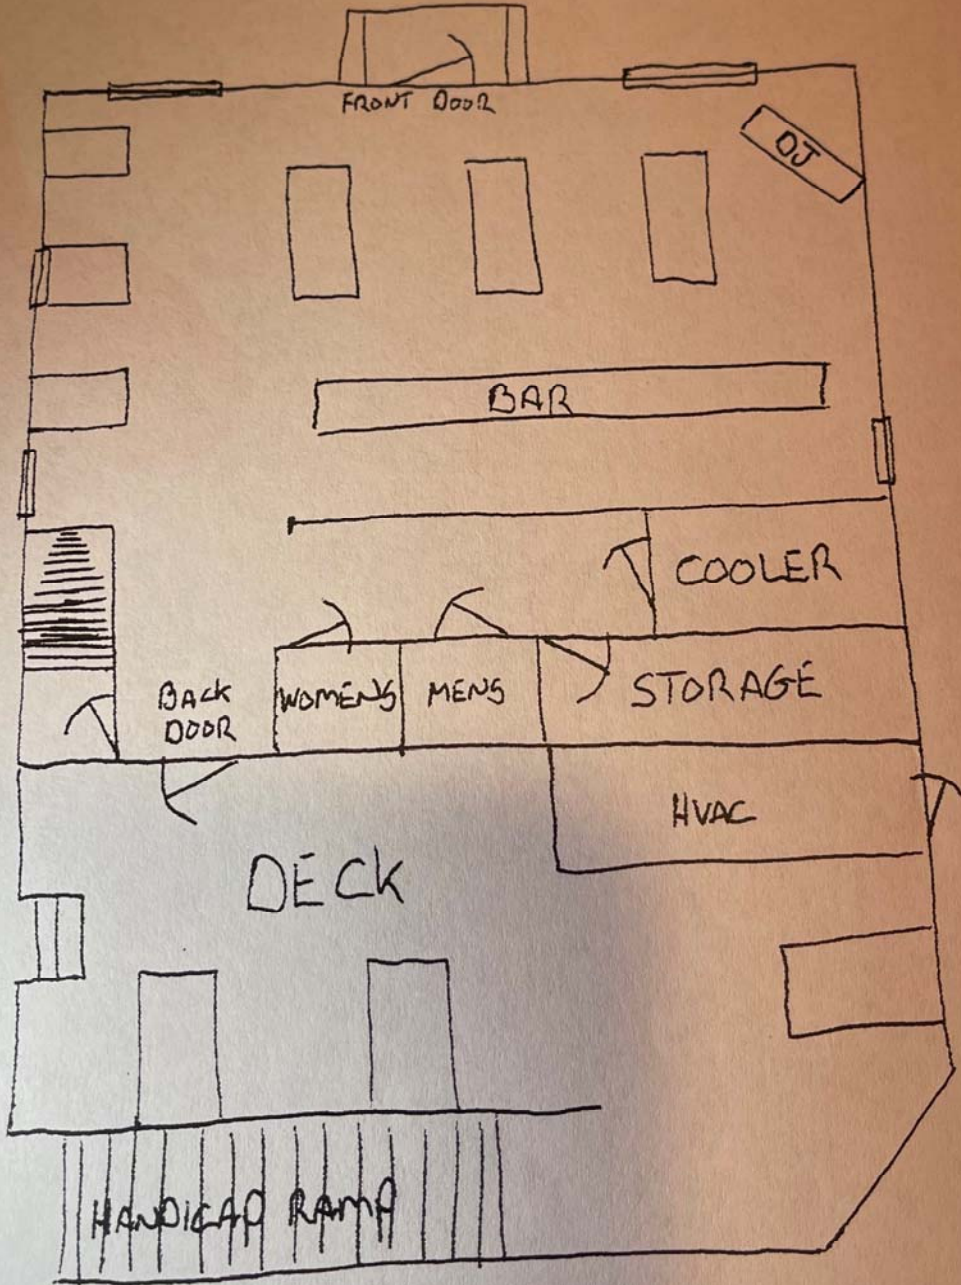 FRONT DOOR
DJ
BAR
COOLER
BACK
DOOR
WOMENS
MENS
STORAGE
HVAC
DECK
HANDICAP RAMP